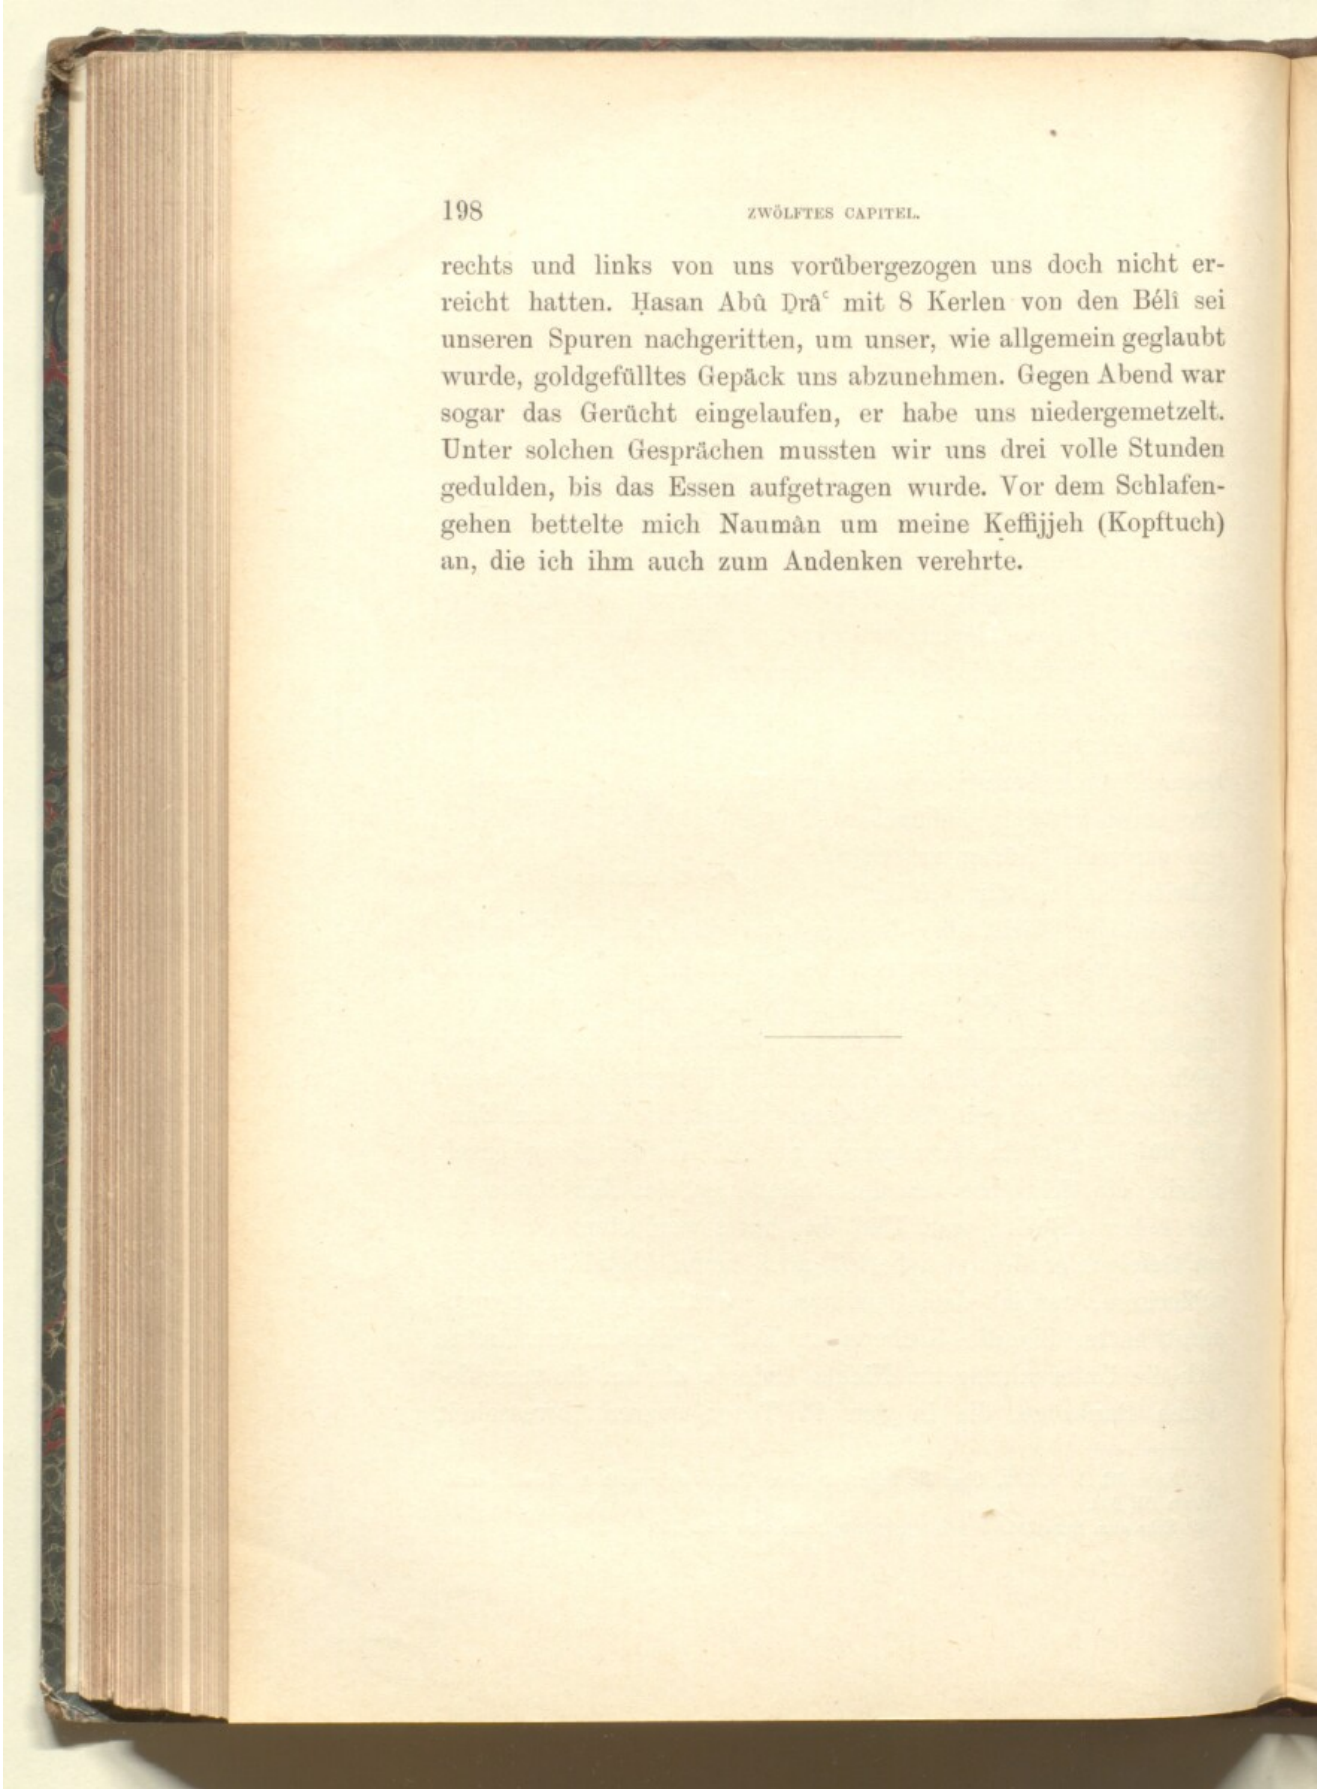 198 ZWÖLFTES CAPITEL.
rechts und links von uns vorübergezogen uns doch nicht er-
reicht hatten. Ḥasan Abû Ḍrâʿ mit 8 Kerlen von den Bélî sei
unseren Spuren nachgeritten, um unser, wie allgemein geglaubt
wurde, goldgefülltes Gepäck uns abzunehmen. Gegen Abend war
sogar das Gerücht eingelaufen, er habe uns niedergemetzelt.
Unter solchen Gesprächen mussten wir uns drei volle Stunden
gedulden, bis das Essen aufgetragen wurde. Vor dem Schlafen-
gehen bettelte mich Naumân um meine Ḳeffijjeh (Kopftuch)
an, die ich ihm auch zum Andenken verehrte.